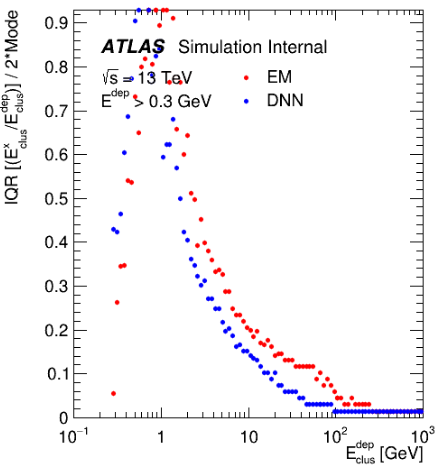 ATLAS Simulation Internal
√s = 13 TeV
E^dep > 0.3 GeV
EM
DNN
IQR [(E^x_clus/E^dep_clus)] / 2*Mode
0.9
0.8
0.7
0.6
0.5
0.4
0.3
0.2
0.1
0
10^−1
1
10
10^2
10^3
E^dep_clus [GeV]